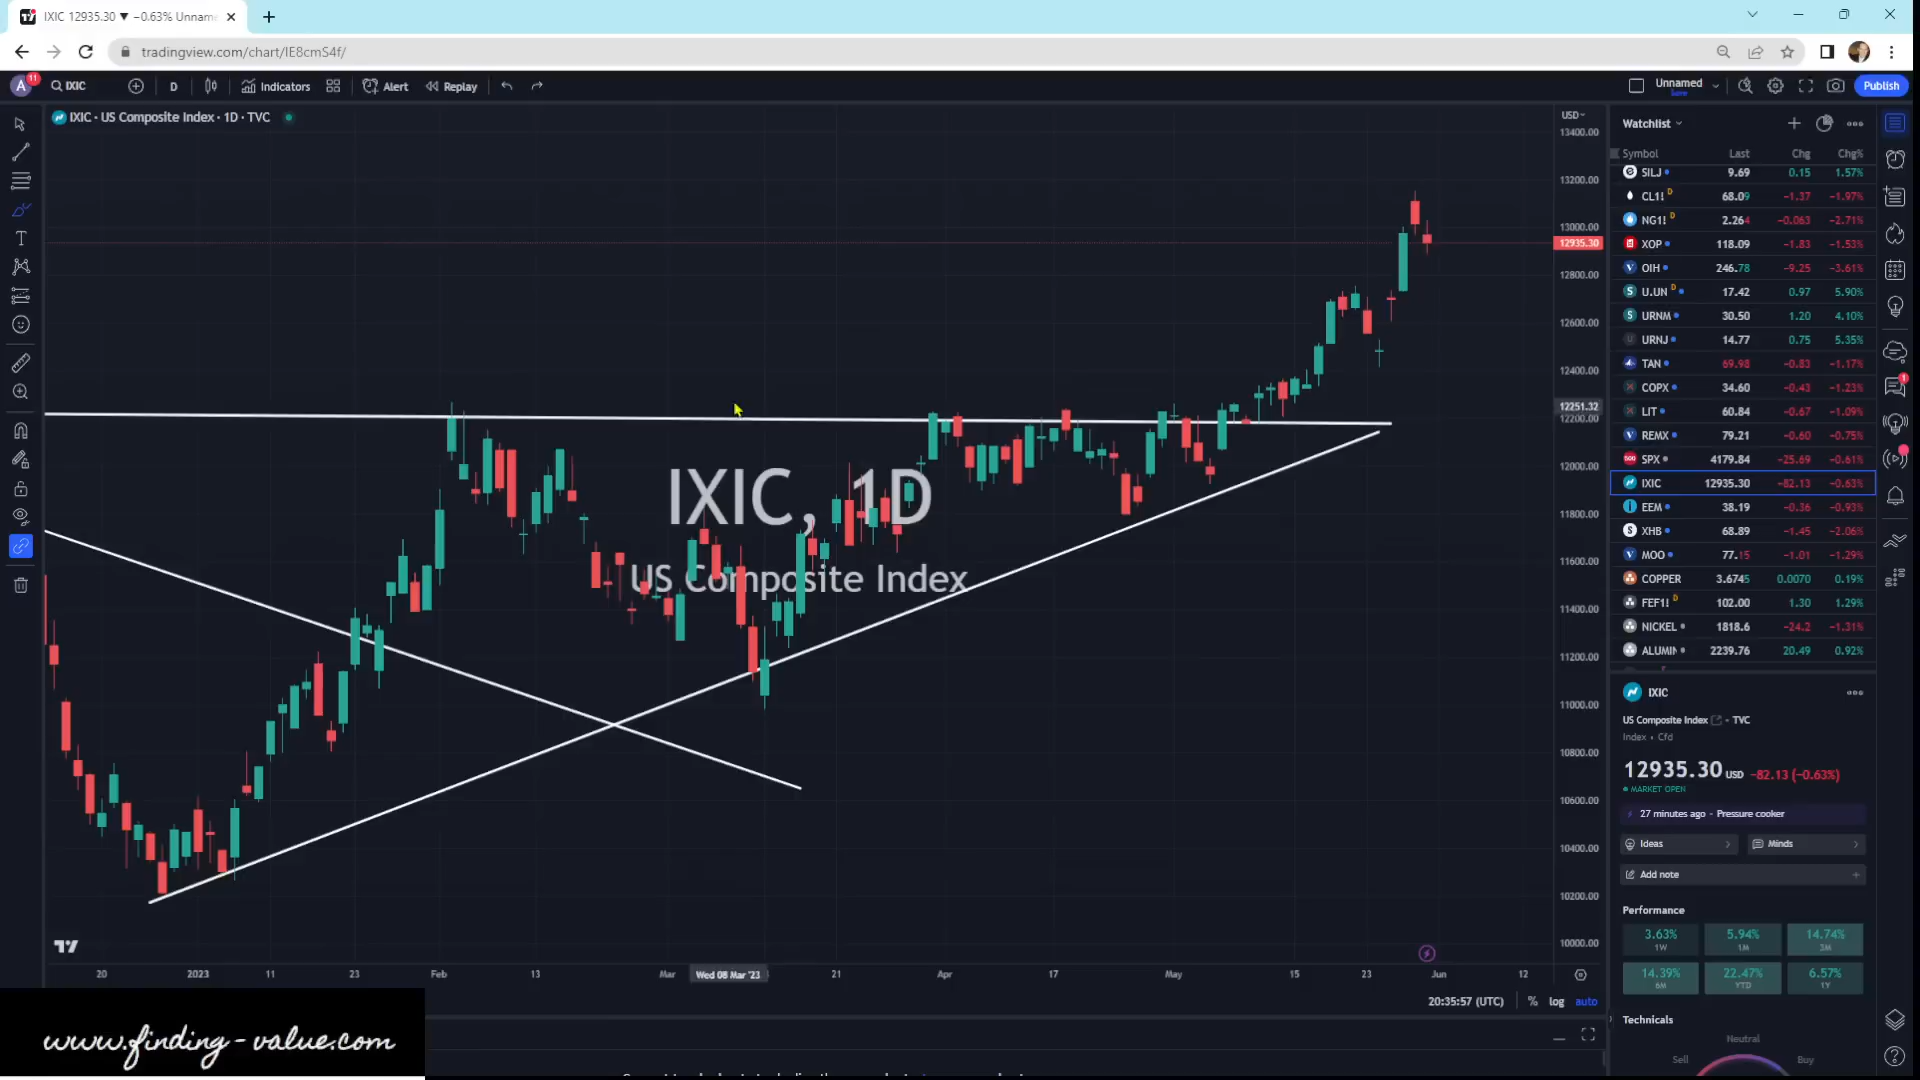 IXIC 12935.30 ▼ −0.63% Unnam
tradingview.com/chart/IE8cmS4f/
A
11
IXIC
D
Indicators
Alert
Replay
Unnamed
Save
Publish
IXIC · US Composite Index · 1D · TVC
USD
13400.00
13200.00
13000.00
12935.30
12800.00
12600.00
12400.00
12251.32
12200.00
12000.00
11800.00
11600.00
11400.00
11200.00
11000.00
10800.00
10600.00
10400.00
10200.00
10000.00
IXIC, 1D
US Composite Index
20
2023
11
23
Feb
13
Mar
Wed 08 Mar '23
21
Apr
17
May
15
23
Jun
12
20:35:57 (UTC)
%
log
auto
www.finding-value.com
Watchlist
Symbol Last Chg Chg%
SILJ 9.69 0.15 1.57%
CL1! D 68.09 −1.37 −1.97%
NG1! D 2.264 −0.063 −2.71%
XOP 118.09 −1.83 −1.53%
OIH 246.78 −9.25 −3.61%
U.UN D 17.42 0.97 5.90%
URNM 30.50 1.20 4.10%
URNJ 14.77 0.75 5.35%
TAN 69.98 −0.83 −1.17%
COPX 34.60 −0.43 −1.23%
LIT 60.84 −0.67 −1.09%
REMX 79.21 −0.60 −0.75%
SPX 4179.84 −25.69 −0.61%
IXIC 12935.30 −82.13 −0.63%
EEM 38.19 −0.36 −0.93%
XHB 68.89 −1.45 −2.06%
MOO 77.15 −1.01 −1.29%
COPPER 3.6745 0.0070 0.19%
FEF1! D 102.00 1.30 1.29%
NICKEL 1818.6 −24.2 −1.31%
ALUMIN 2239.76 20.49 0.92%
IXIC
US Composite Index · TVC
Index · Cfd
12935.30 USD −82.13 (−0.63%)
MARKET OPEN
27 minutes ago · Pressure cooker
Ideas
Minds
Add note
Performance
3.63% 5.94% 14.74%
1W 1M 3M
14.39% 22.47% 6.57%
6M YTD 1Y
Technicals
Neutral
Sell Buy